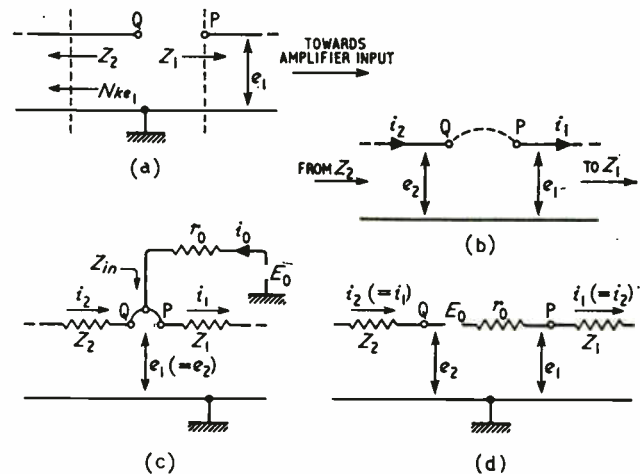 Q P
Z₂ Z₁
Nke₁
e₁
TOWARDS
AMPLIFIER INPUT
(a)
i₂ Q P i₁
FROM Z₂
e₂ e₁
TO Z₁
(b)
r₀ i₀
E₀
Zin
i₂ Q P i₁
Z₂ Z₁
e₁(=e₂)
(c)
i₂(=i₁) Q E₀ r₀ P i₁(=i₂)
Z₂ Z₁
e₂ e₁
(d)